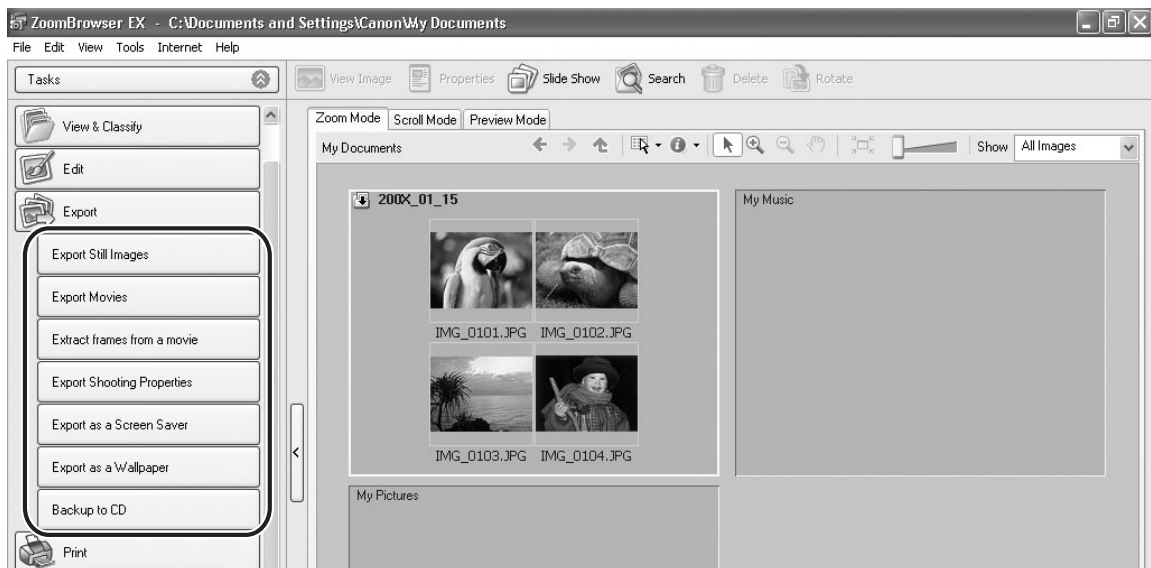 ZoomBrowser EX - C:\Documents and Settings\Canon\My Documents
File Edit View Tools Internet Help
Tasks
View Image Properties Slide Show Search Delete Rotate
View & Classify
Edit
Export
Export Still Images
Export Movies
Extract frames from a movie
Export Shooting Properties
Export as a Screen Saver
Export as a Wallpaper
Backup to CD
Print
Zoom Mode Scroll Mode Preview Mode
My Documents Show All Images
200X_01_15
IMG_0101.JPG IMG_0102.JPG
IMG_0103.JPG IMG_0104.JPG
My Music
My Pictures